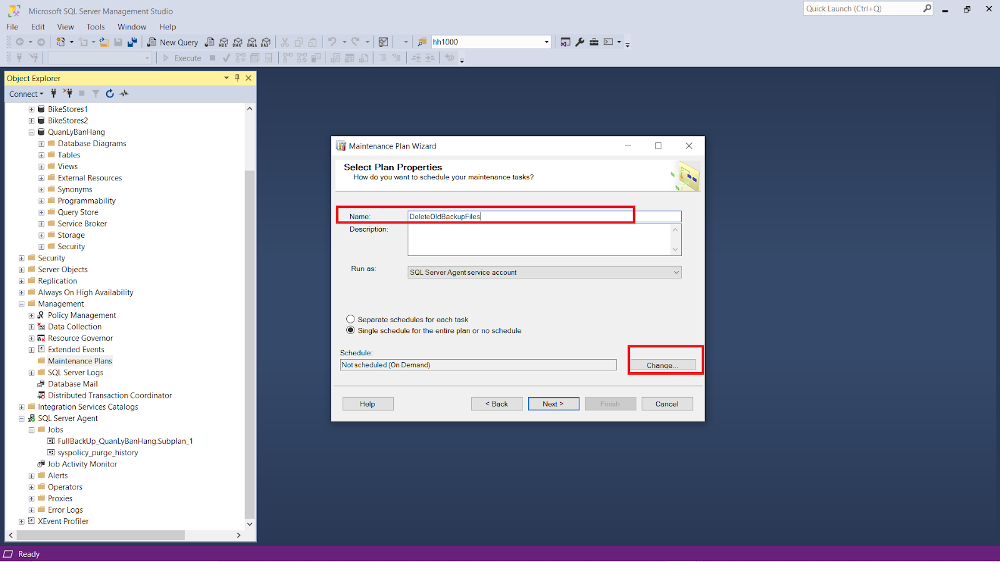 Microsoft SQL Server Management Studio
Quick Launch (Ctrl+Q)
File Edit View Tools Window Help
New Query MDX DMX XMLA DAX hh1000
Execute
Object Explorer
Connect
BikeStores1
BikeStores2
QuanLyBanHang
Database Diagrams
Tables
Views
External Resources
Synonyms
Programmability
Query Store
Service Broker
Storage
Security
Security
Server Objects
Replication
Always On High Availability
Management
Policy Management
Data Collection
Resource Governor
Extended Events
Maintenance Plans
SQL Server Logs
Database Mail
Distributed Transaction Coordinator
Integration Services Catalogs
SQL Server Agent
Jobs
FullBackUp_QuanLyBanHang.Subplan_1
syspolicy_purge_history
Job Activity Monitor
Alerts
Operators
Proxies
Error Logs
XEvent Profiler
Maintenance Plan Wizard
Select Plan Properties
How do you want to schedule your maintenance tasks?
Name: DeleteOldBackupFiles
Description:
Run as: SQL Server Agent service account
Separate schedules for each task
Single schedule for the entire plan or no schedule
Schedule:
Not scheduled (On Demand) Change...
Help < Back Next > Finish Cancel
Ready